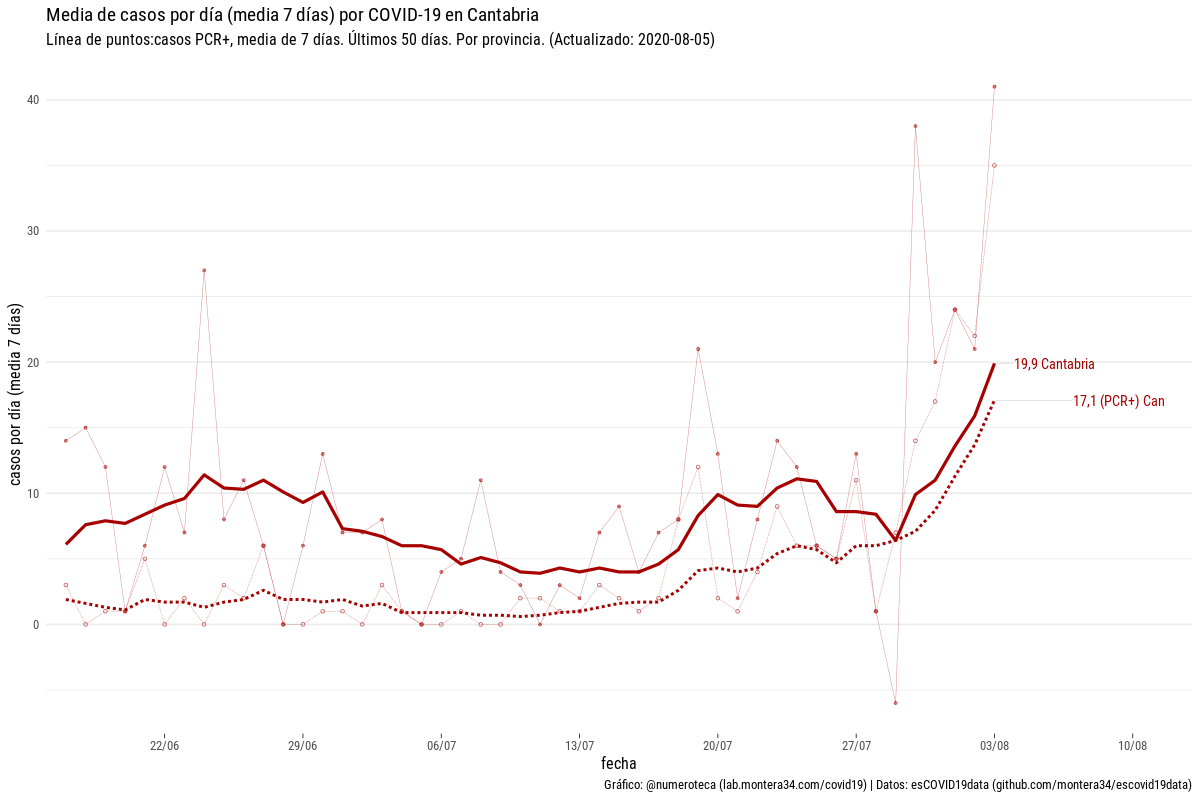 Media de casos por día (media 7 días) por COVID-19 en Cantabria
Línea de puntos:casos PCR+, media de 7 días. Últimos 50 días. Por provincia. (Actualizado: 2020-08-05)
casos por día (media 7 días)
40
30
20
10
0
19,9 Cantabria
17,1 (PCR+) Can
22/06
29/06
06/07
13/07
20/07
27/07
03/08
10/08
fecha
Gráfico: @numeroteca (lab.montera34.com/covid19) | Datos: esCOVID19data (github.com/montera34/escovid19data)